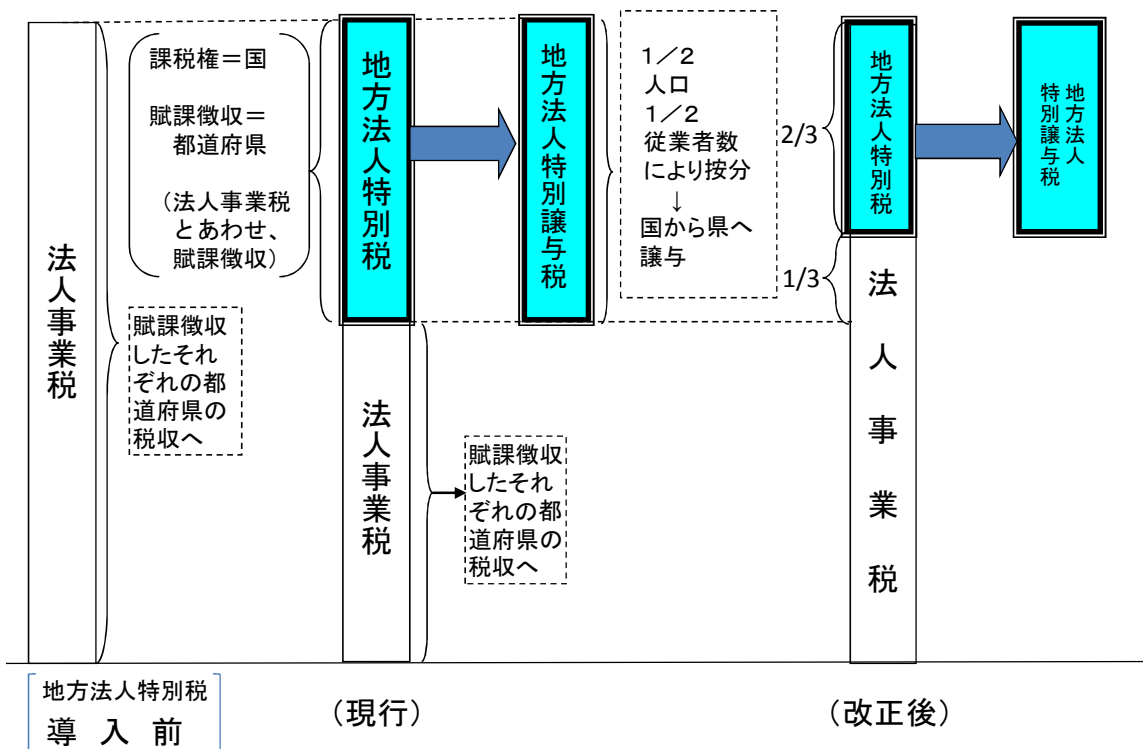 法人事業税
賦課徴収
したそれ
ぞれの都
道府県の
税収へ
課税権＝国
賦課徴収＝
都道府県
（法人事業税
とあわせ、
賦課徴収）
地方法人特別税
法人事業税
賦課徴収
したそれ
ぞれの都
道府県の
税収へ
地方法人特別譲与税
1／2
人口
1／2
従業者数
により按分
↓
国から県へ
譲与
2/3
1/3
地方法人特別税
法人事業税
地方法人
特別譲与税
地方法人特別税
導入前
（現行）
（改正後）